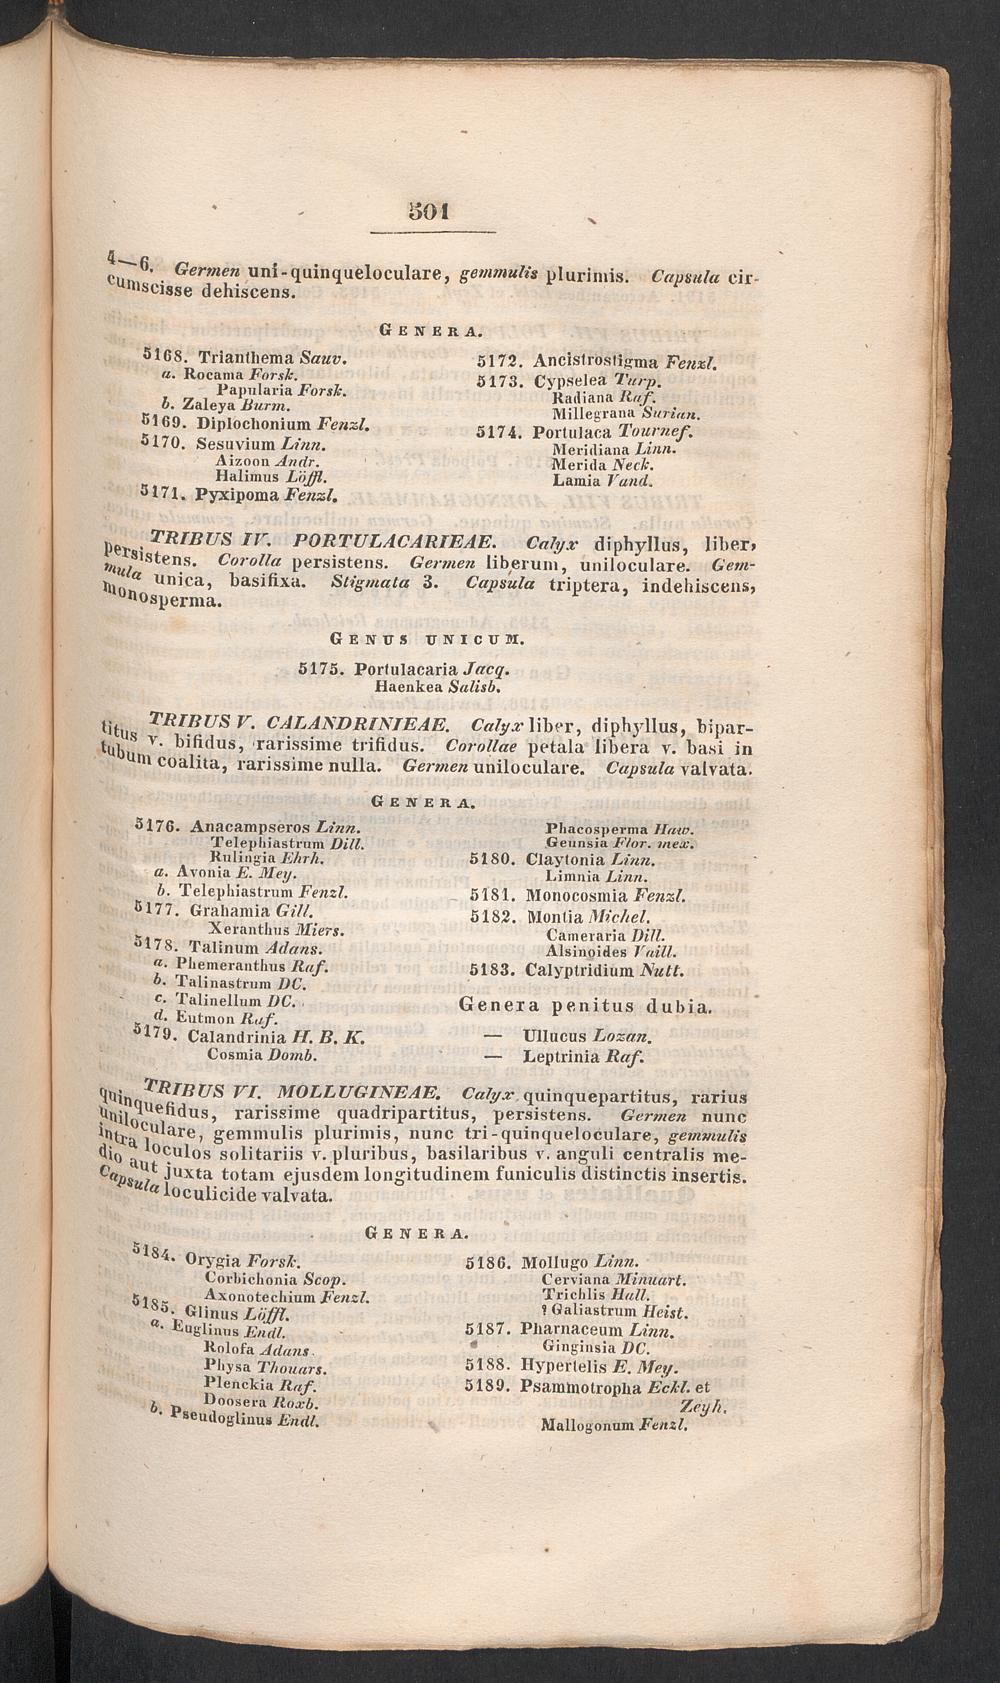 501
4—6. Germen uni-quinqueloculare, gemmulis plurimis. Capsula cir-
cumscisse dehiscens.
GENERA.
5168. Trianthema Sauv.
a. Rocama Forsk.
Papularia Forsk.
b. Zaleya Burm.
5169. Diplochonium Fenzl.
5170. Sesuvium Linn.
Aizoon Andr.
Halimus Löffl.
5171. Pyxipoma Fenzl.
5172. Ancistrostigma Fenzl.
5173. Cypselea Turp.
Radiana Raf.
Millegrana Surian.
5174. Portulaca Tournef.
Meridiana Linn.
Merida Neck.
Lamia Vand.
TRIBUS IV. PORTULACARIEAE. Calyx diphyllus, liber,
persistens. Corolla persistens. Germen liberum, uniloculare. Gem-
mula unica, basifixa. Stigmata 3. Capsula triptera, indehiscens,
monosperma.
GENUS UNICUM.
5175. Portulacaria Jacq.
Haenkea Salisb.
TRIBUS V. CALANDRINIEAE. Calyx liber, diphyllus, bipar-
titus v. bifidus, rarissime trifidus. Corollae petala libera v. basi in
tubum coalita, rarissime nulla. Germen uniloculare. Capsula valvata.
GENERA.
5176. Anacampseros Linn.
Telephiastrum Dill.
Rulingia Ehrh.
a. Avonia E. Mey.
b. Telephiastrum Fenzl.
5177. Grahamia Gill.
Xeranthus Miers.
5178. Talinum Adans.
a. Phemeranthus Raf.
b. Talinastrum DC.
c. Talinellum DC.
d. Eutmon Raf.
5179. Calandrinia H. B. K.
Cosmia Domb.
Phacosperma Haw.
Geunsia Flor. mex.
5180. Claytonia Linn.
Limnia Linn.
5181. Monocosmia Fenzl.
5182. Montia Michel.
Cameraria Dill.
Alsinoides Vaill.
5183. Calyptridium Nutt.
Genera penitus dubia.
— Ullucus Lozan.
— Leptrinia Raf.
TRIBUS VI. MOLLUGINEAE. Calyx quinquepartitus, rarius
quinquefidus, rarissime quadripartitus, persistens. Germen nunc
uniloculare, gemmulis plurimis, nunc tri-quinqueloculare, gemmulis
intra loculos solitariis v. pluribus, basilaribus v. anguli centralis me-
dio aut juxta totam ejusdem longitudinem funiculis distinctis insertis.
Capsula loculicide valvata.
GENERA.
5184. Orygia Forsk.
Corbichonia Scop.
Axonotechium Fenzl.
5185. Glinus Löffl.
a. Euglinus Endl.
Rolofa Adans.
Physa Thouars.
Plenckia Raf.
Doosera Roxb.
b. Pseudoglinus Endl.
5186. Mollugo Linn.
Cerviana Minuart.
Trichlis Hall.
? Galiastrum Heist.
5187. Pharnaceum Linn.
Ginginsia DC.
5188. Hypertelis E. Mey.
5189. Psammotropha Eckl. et
Zeyh.
Mallogonum Fenzl.